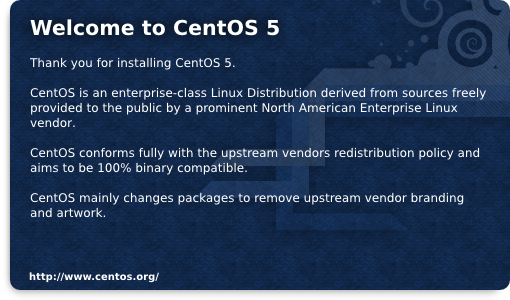 Welcome to CentOS 5
Thank you for installing CentOS 5.
CentOS is an enterprise-class Linux Distribution derived from sources freely
provided to the public by a prominent North American Enterprise Linux
vendor.
CentOS conforms fully with the upstream vendors redistribution policy and
aims to be 100% binary compatible.
CentOS mainly changes packages to remove upstream vendor branding
and artwork.
http://www.centos.org/